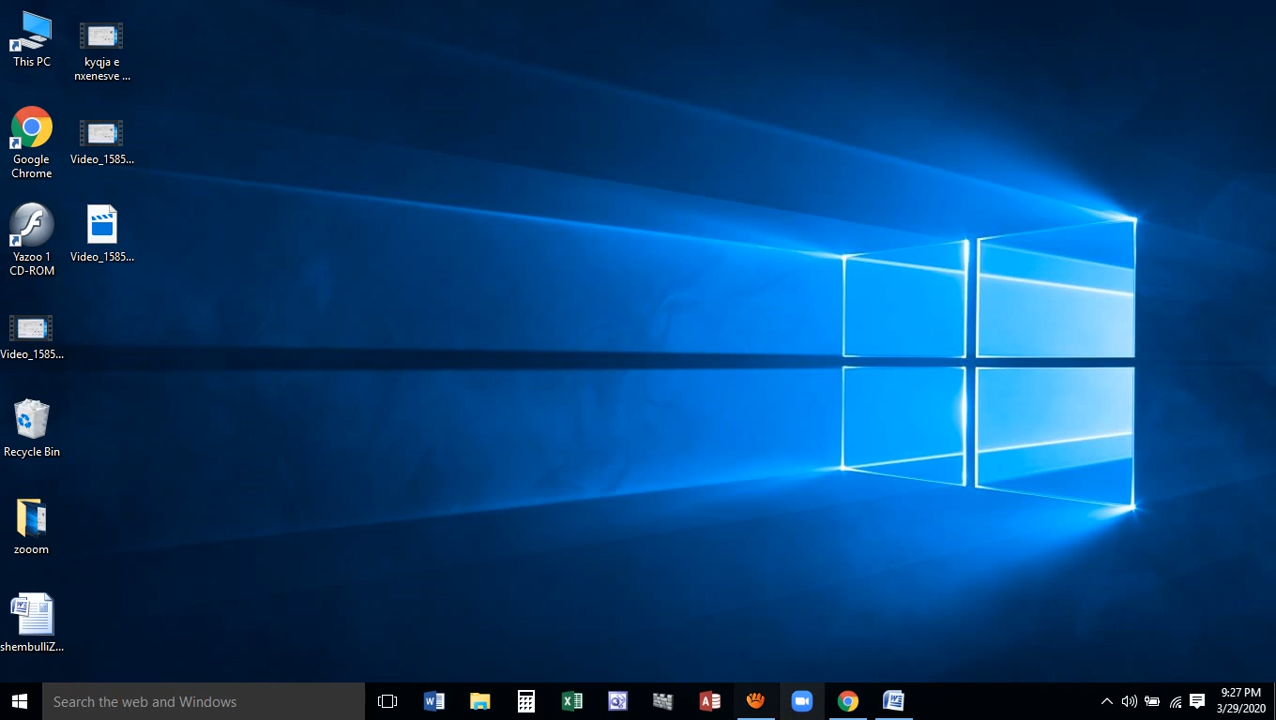 This PC
kyqja e
nxenesve ...
Google
Chrome
Video_1585...
Yazoo 1
CD-ROM
Video_1585...
Video_1585...
Recycle Bin
zooom
shembulliZ...
Search the web and Windows
9:27 PM
3/29/2020